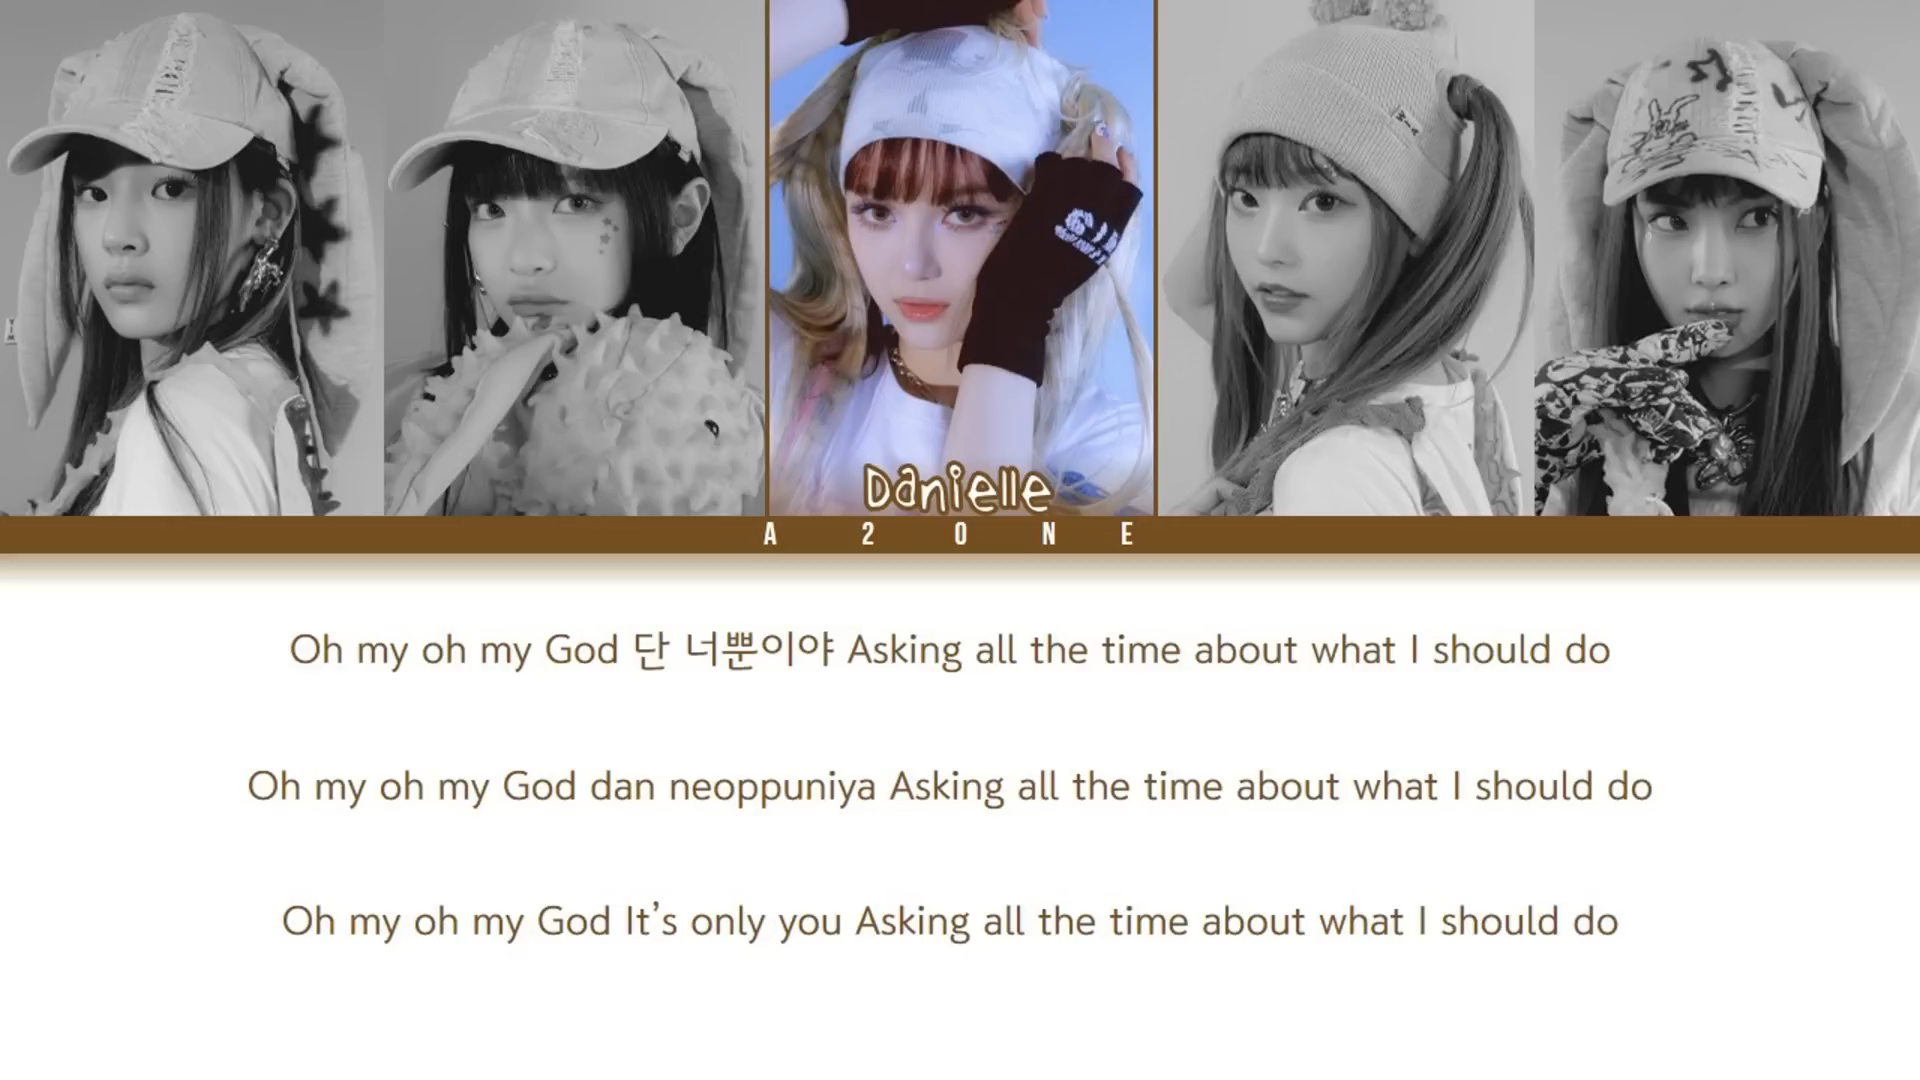 Danielle
A 2 O N E
Oh my oh my God 단 너뿐이야 Asking all the time about what I should do
Oh my oh my God dan neoppuniya Asking all the time about what I should do
Oh my oh my God It's only you Asking all the time about what I should do